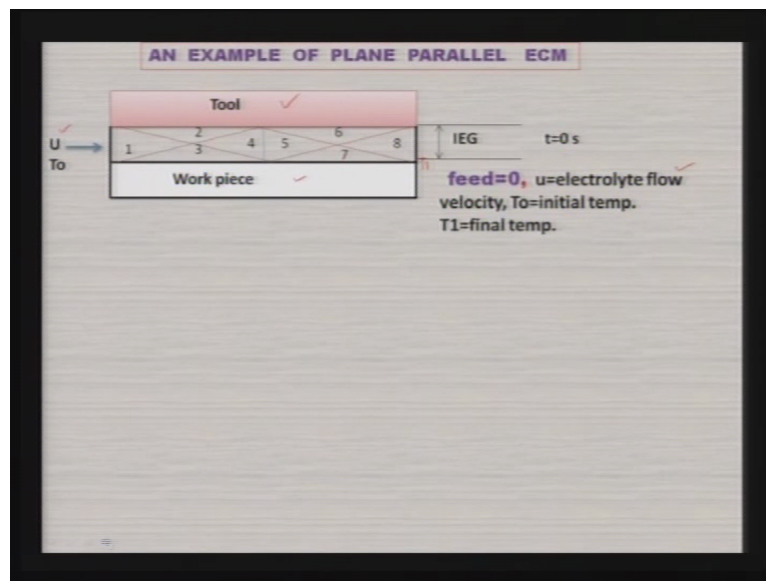 AN EXAMPLE OF PLANE PARALLEL ECM
Tool
U
To
1 2 3 4 5 6 7 8
IEG
t=0 s
Work piece
feed=0, u=electrolyte flow
velocity, To=initial temp.
T1=final temp.